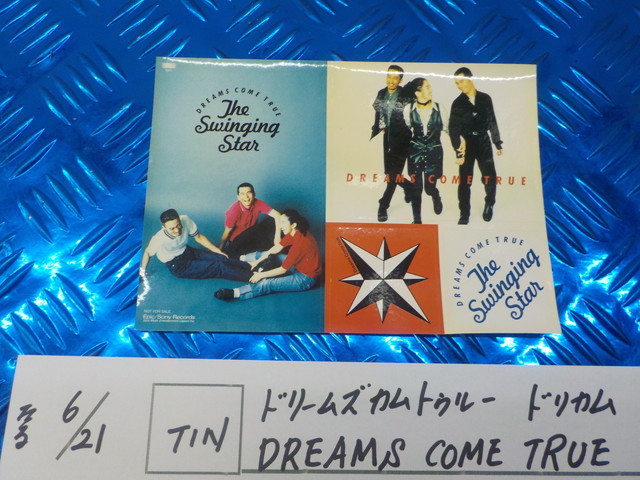 DREAMS COME TRUE
The
Swinging
Star
NOT FOR SALE
Epic/Sony Records
DREAMS COME TRUE
DREAMS COME TRUE
The
Swinging
Star
6/21
TIN
ドリームズカムトゥルー ドリカム
DREAMS COME TRUE